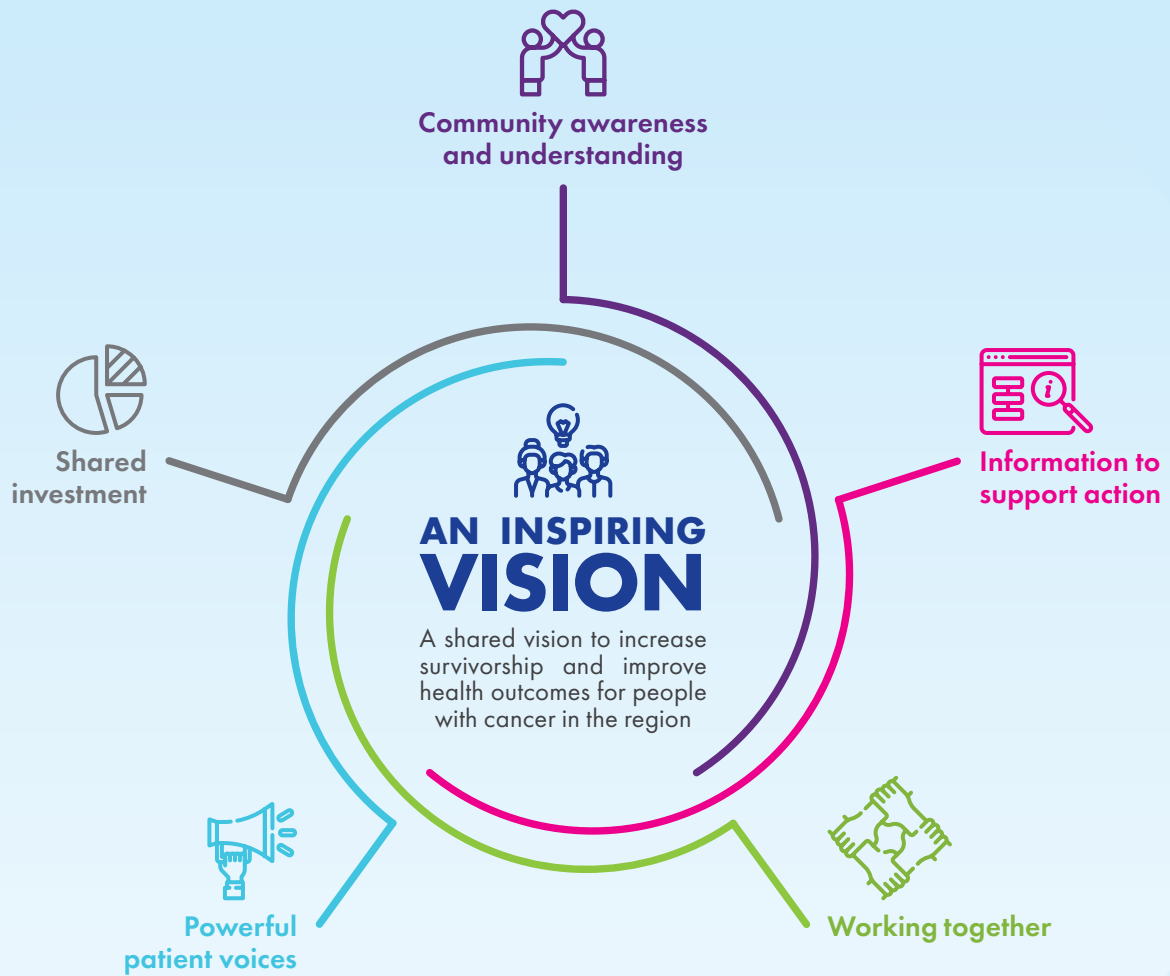 Community awareness
and understanding
Shared
investment
Information to
support action
AN INSPIRING
VISION
A shared vision to increase
survivorship and improve
health outcomes for people
with cancer in the region
Powerful
patient voices
Working together